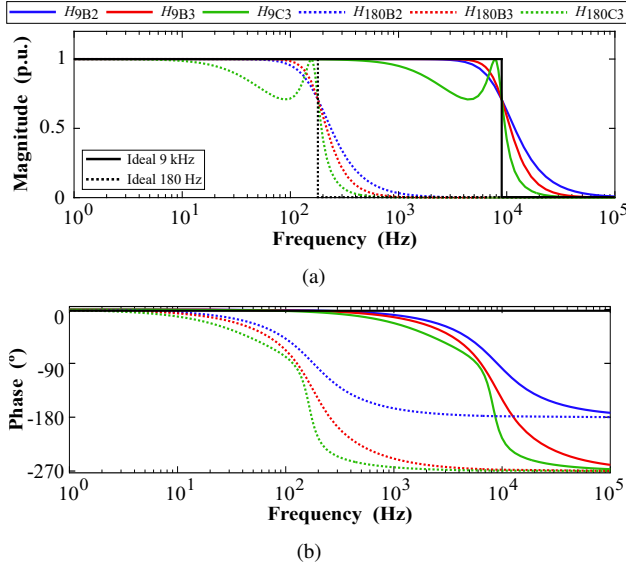 H9B2 H9B3 H9C3 H180B2 H180B3 H180C3
1
0.5
0
Magnitude (p.u.)
Ideal 9 kHz
Ideal 180 Hz
10^0 10^1 10^2 10^3 10^4 10^5
Frequency (Hz)
(a)
0
-90
-180
-270
Phase (º)
10^0 10^1 10^2 10^3 10^4 10^5
Frequency (Hz)
(b)